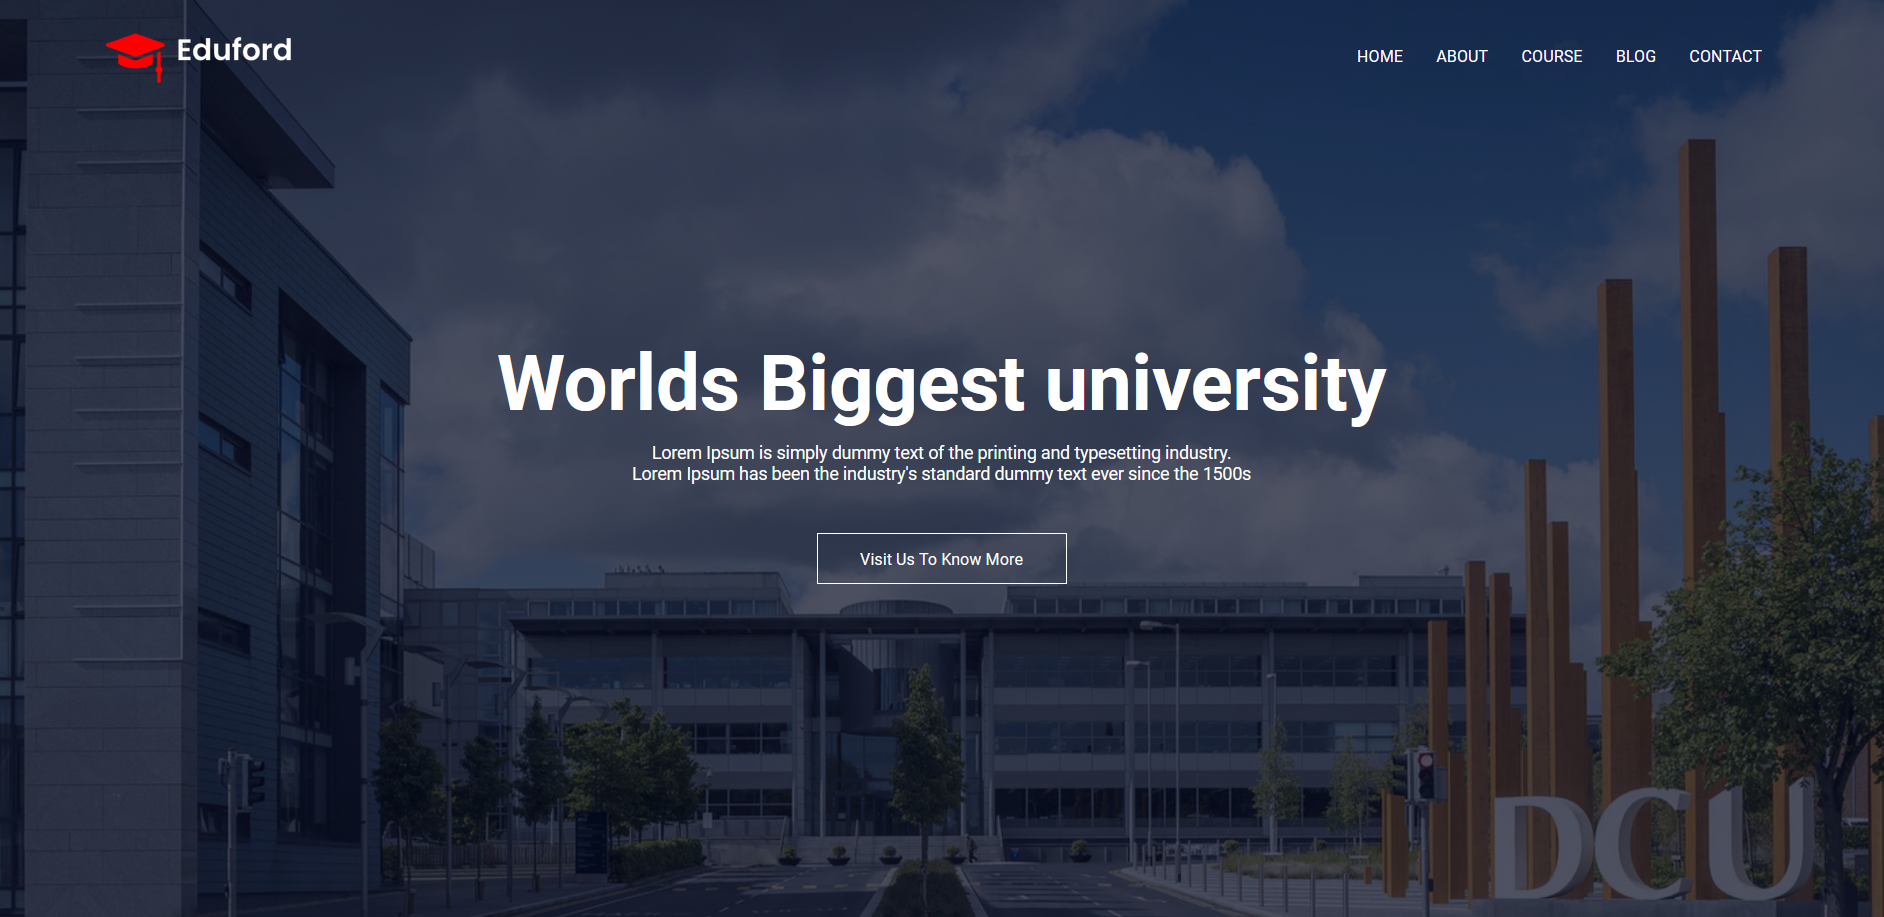 Eduford
HOME ABOUT COURSE BLOG CONTACT
Worlds Biggest university
Lorem Ipsum is simply dummy text of the printing and typesetting industry.
Lorem Ipsum has been the industry's standard dummy text ever since the 1500s
Visit Us To Know More
DCU